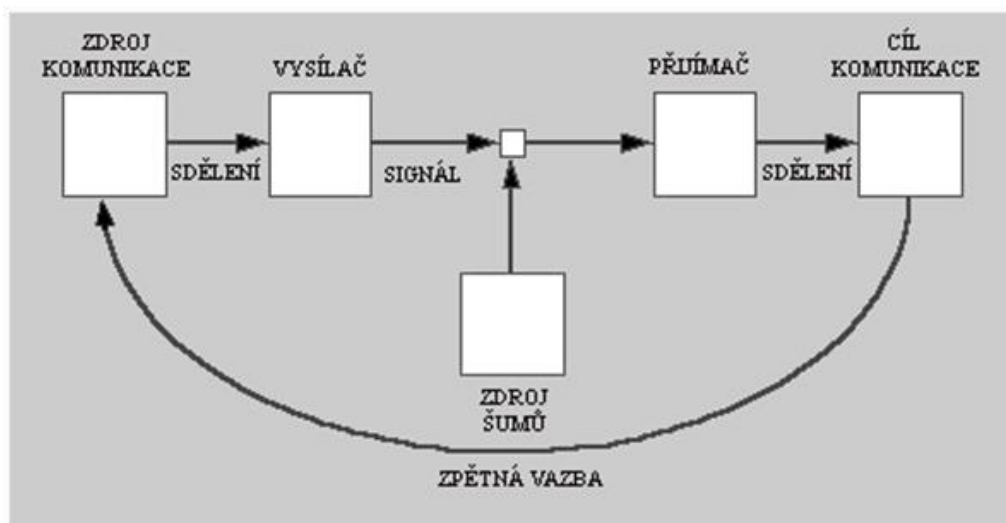 ZDROJ
KOMUNIKACE
VYSÍLAČ
PŘIJÍMAČ
CÍL
KOMUNIKACE
SDĚLENÍ
SIGNÁL
SDĚLENÍ
ZDROJ
ŠUMŮ
ZPĚTNÁ VAZBA